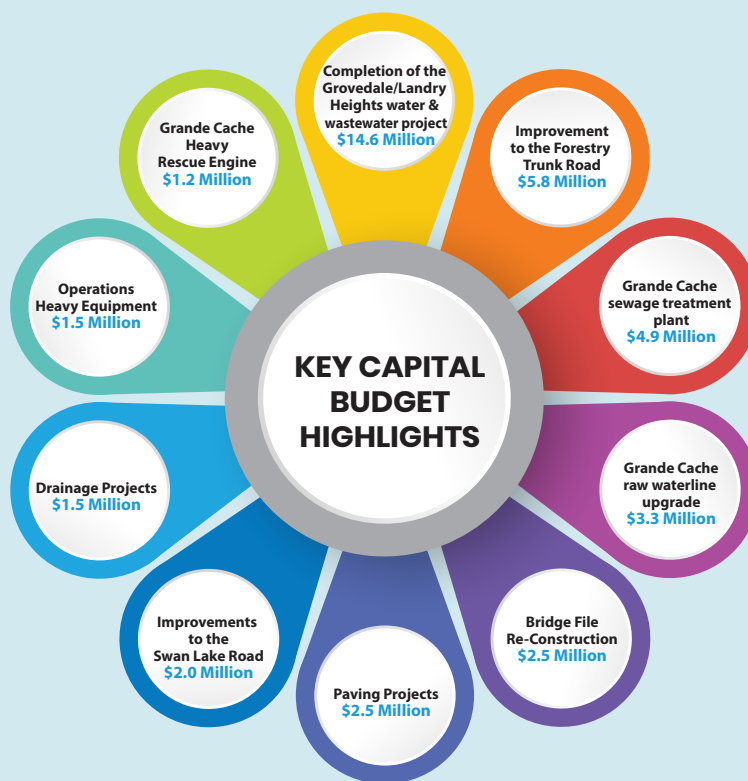 KEY CAPITAL
BUDGET
HIGHLIGHTS
Completion of the
Grovedale/Landry
Heights water &
wastewater project
$14.6 Million
Improvement
to the Forestry
Trunk Road
$5.8 Million
Grande Cache
sewage treatment
plant
$4.9 Million
Grande Cache
raw waterline
upgrade
$3.3 Million
Bridge File
Re-Construction
$2.5 Million
Paving Projects
$2.5 Million
Improvements
to the
Swan Lake Road
$2.0 Million
Drainage Projects
$1.5 Million
Operations
Heavy Equipment
$1.5 Million
Grande Cache
Heavy
Rescue Engine
$1.2 Million